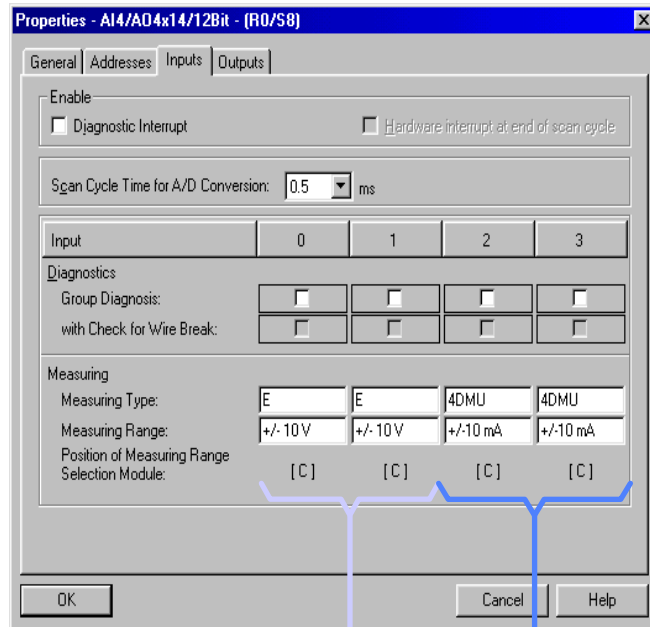 Properties - AI4/AO4x14/12Bit - (R0/S8)
General Addresses Inputs Outputs
Enable
Diagnostic Interrupt Hardware interrupt at end of scan cycle
Scan Cycle Time for A/D Conversion: 0.5 ms
Input 0 1 2 3
Diagnostics
Group Diagnosis:
with Check for Wire Break:
Measuring
Measuring Type: E E 4DMU 4DMU
Measuring Range: +/- 10 V +/- 10 V +/-10 mA +/-10 mA
Position of Measuring Range
Selection Module: [ C ] [ C ] [ C ] [ C ]
OK Cancel Help